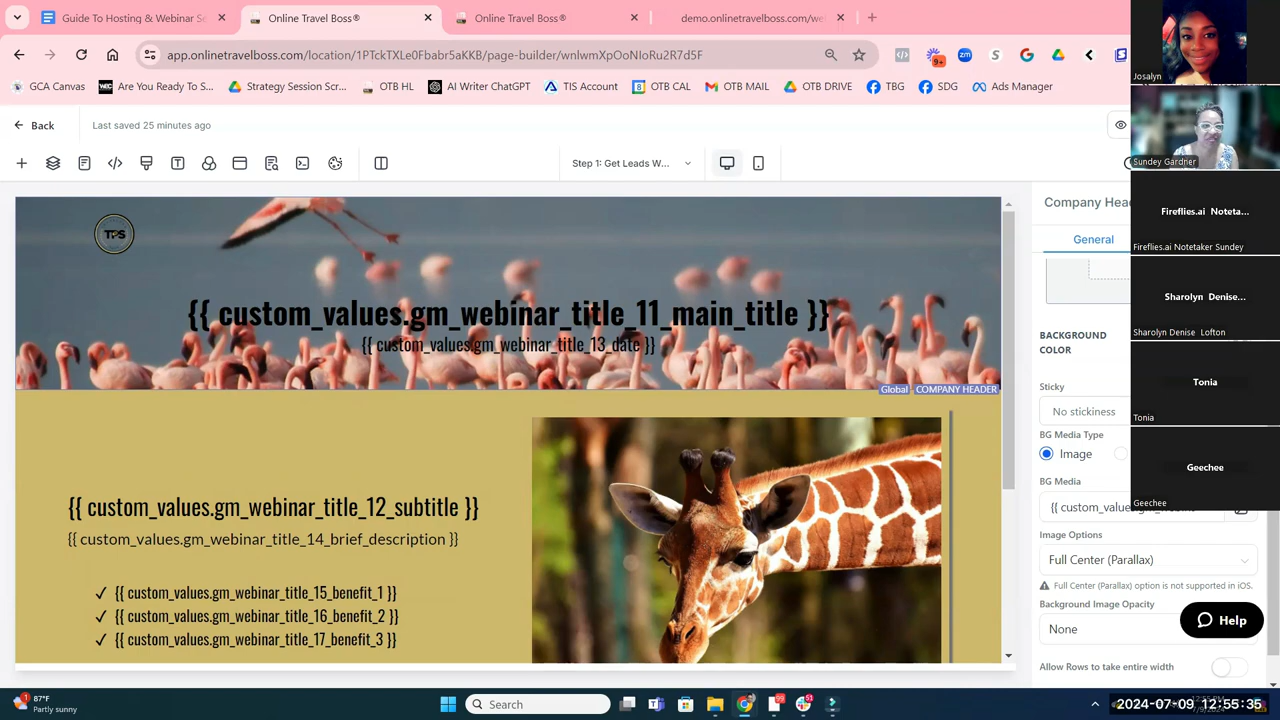 Guide To Hosting & Webinar Se
Online Travel Boss®
Online Travel Boss®
demo.onlinetravelboss.com/we
app.onlinetravelboss.com/location/1PTckTXLe0Fbabr5aKKB/page-builder/wnlwmXpOoNIoRu2R7d5F
GCA Canvas
Are You Ready To S...
Strategy Session Scr...
OTB HL
AI Writer ChatGPT
TIS Account
OTB CAL
OTB MAIL
OTB DRIVE
TBG
SDG
Ads Manager
Back
Last saved 25 minutes ago
Step 1: Get Leads W...
Company Hea
General
TPS
{{ custom_values.gm_webinar_title_11_main_title }}
{{ custom_values.gm_webinar_title_13_date }}
Global
COMPANY HEADER
{{ custom_values.gm_webinar_title_12_subtitle }}
{{ custom_values.gm_webinar_title_14_brief_description }}
✓ {{ custom_values.gm_webinar_title_15_benefit_1 }}
✓ {{ custom_values.gm_webinar_title_16_benefit_2 }}
✓ {{ custom_values.gm_webinar_title_17_benefit_3 }}
BACKGROUND
COLOR
Sticky
No stickiness
BG Media Type
Image
BG Media
{{ custom_values.gm_webina
Image Options
Full Center (Parallax)
Full Center (Parallax) option is not supported in iOS.
Background Image Opacity
None
Help
Allow Rows to take entire width
Josalyn
Sundey Gardner
Fireflies.ai Noteta...
Fireflies.ai Notetaker Sundey
Sharolyn Denise...
Sharolyn Denise Lofton
Tonia
Tonia
Geechee
Geechee
87°F
Partly sunny
Search
2024-07-09 12:55:35